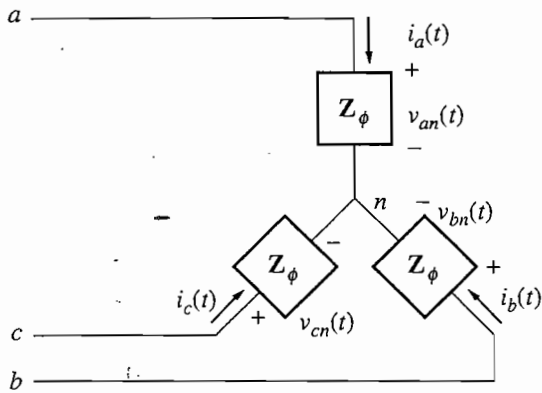 a
i_a(t)
+
Z_ϕ
v_an(t)
−
n
− v_bn(t)
−
Z_ϕ
Z_ϕ
+
i_c(t)
+
v_cn(t)
i_b(t)
c
b